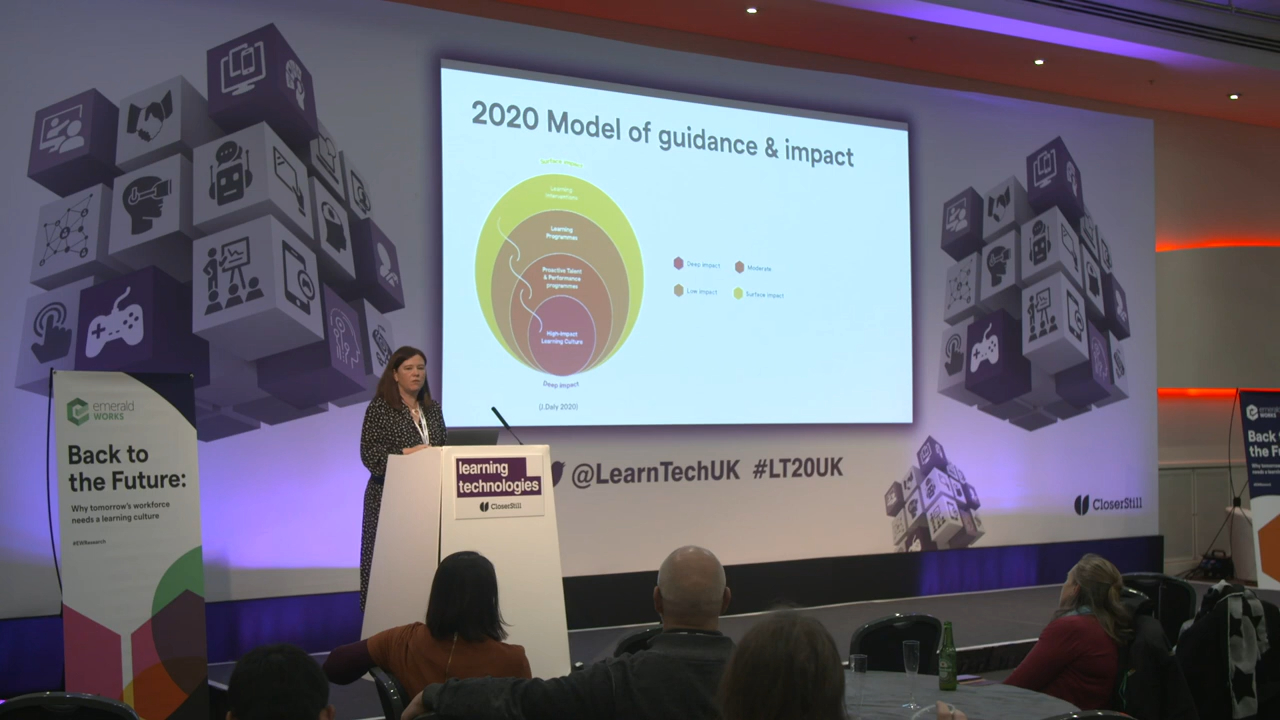 2020 Model of guidance & impact
Surface impact
Learning
Interventions
Learning
Programmes
Proactive Talent
& Performance
programmes
High-impact
Learning Culture
Deep impact
(J.Daly 2020)
Deep impact
Moderate
Low impact
Surface impact
@LearnTechUK #LT20UK
CloserStill
learning
technologies
CloserStill
emerald
WORKS
Back to
the Future:
Why tomorrow's workforce
needs a learning culture
#EWResearch
emerald
WORKS
Back
the F